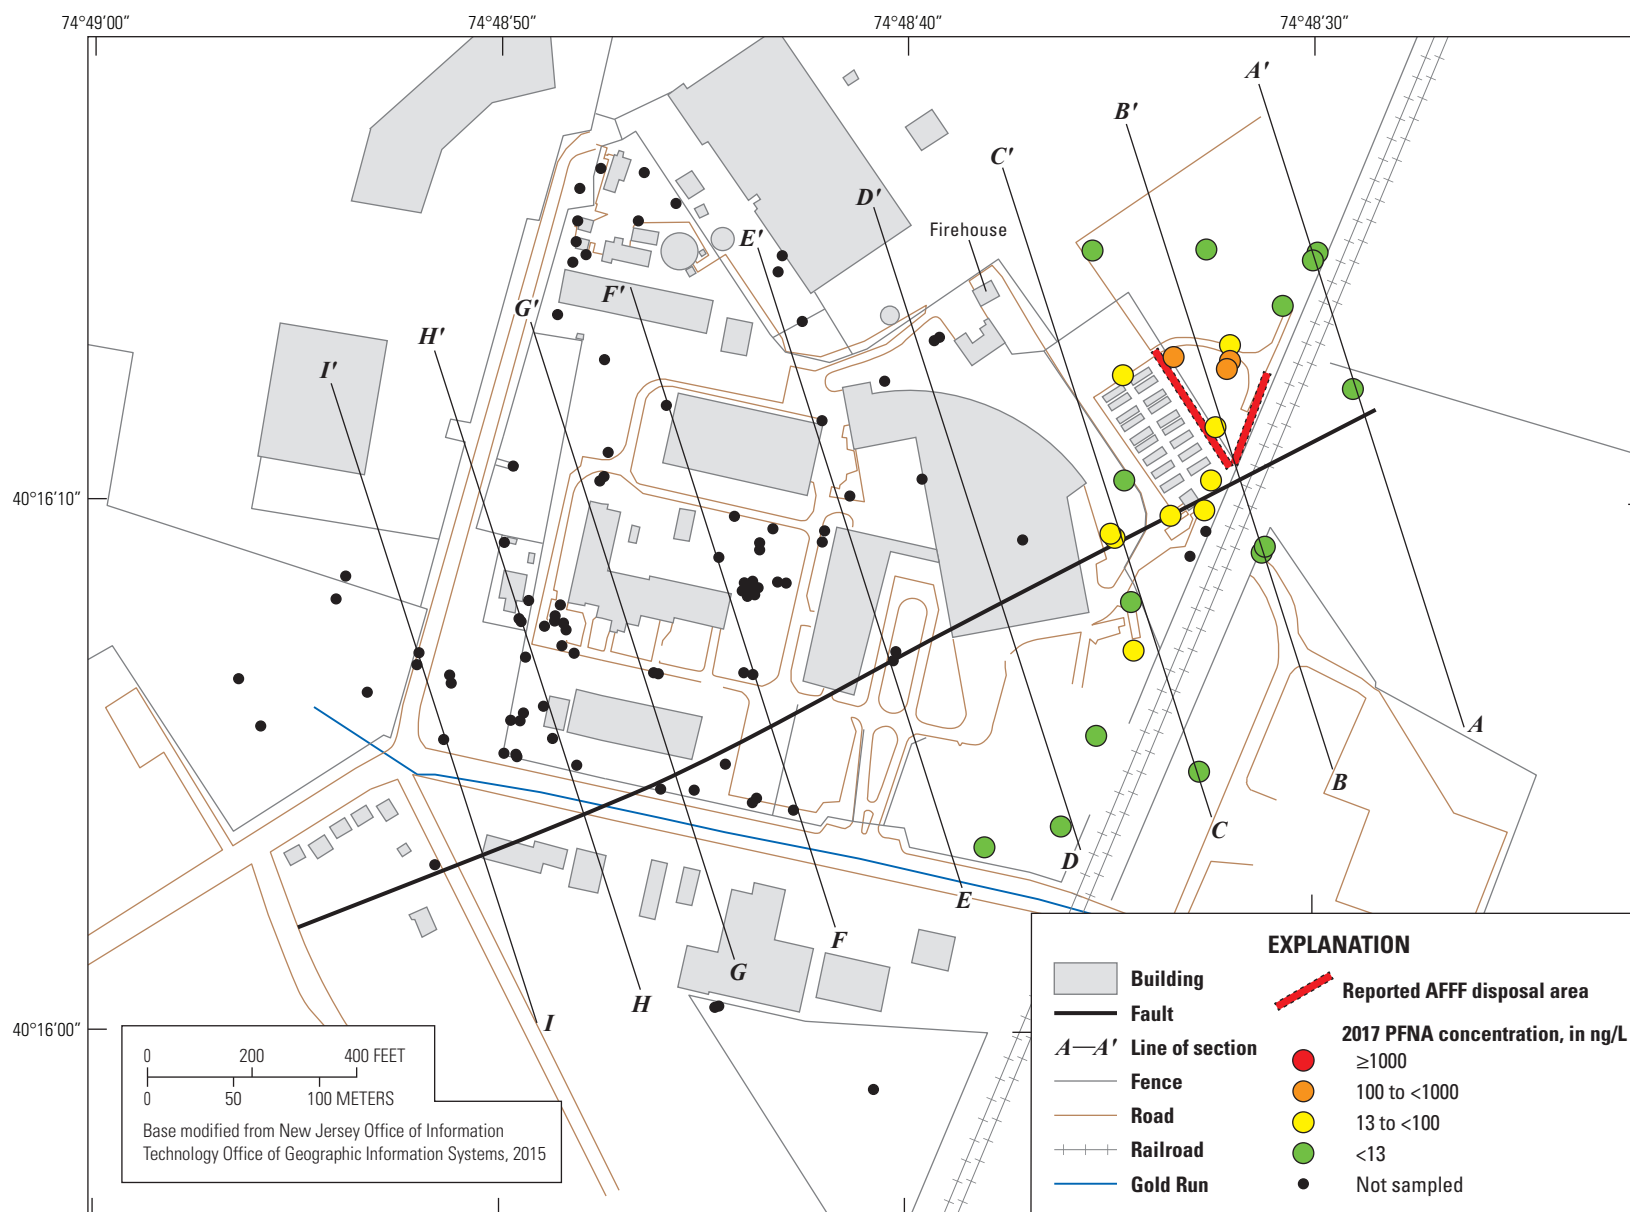 74°49′00″
74°48′50″
74°48′40″
74°48′30″
A′
B′
C′
D′
Firehouse
E′
F′
G′
H′
I′
40°16′10″
A
B
C
D
E
F
G
H
I
40°16′00″
0 200 400 FEET
0 50 100 METERS
Base modified from New Jersey Office of Information
Technology Office of Geographic Information Systems, 2015
EXPLANATION
Building
Fault
A—A′ Line of section
Fence
Road
Railroad
Gold Run
Reported AFFF disposal area
2017 PFNA concentration, in ng/L
≥1000
100 to <1000
13 to <100
<13
Not sampled